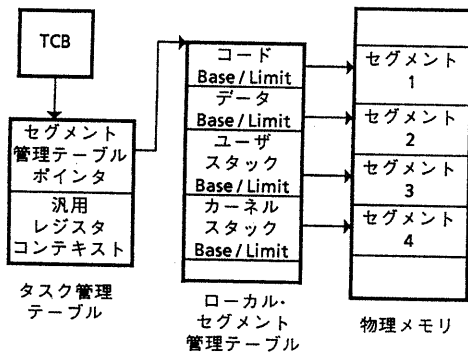 TCB
セグメント
管理テーブル
ポインタ
汎用
レジスタ
コンテキスト
タスク管理
テーブル
コード
Base/Limit
データ
Base/Limit
ユーザ
スタック
Base/Limit
カーネル
スタック
Base/Limit
ローカル・
セグメント
管理テーブル
セグメント
1
セグメント
2
セグメント
3
セグメント
4
物理メモリ